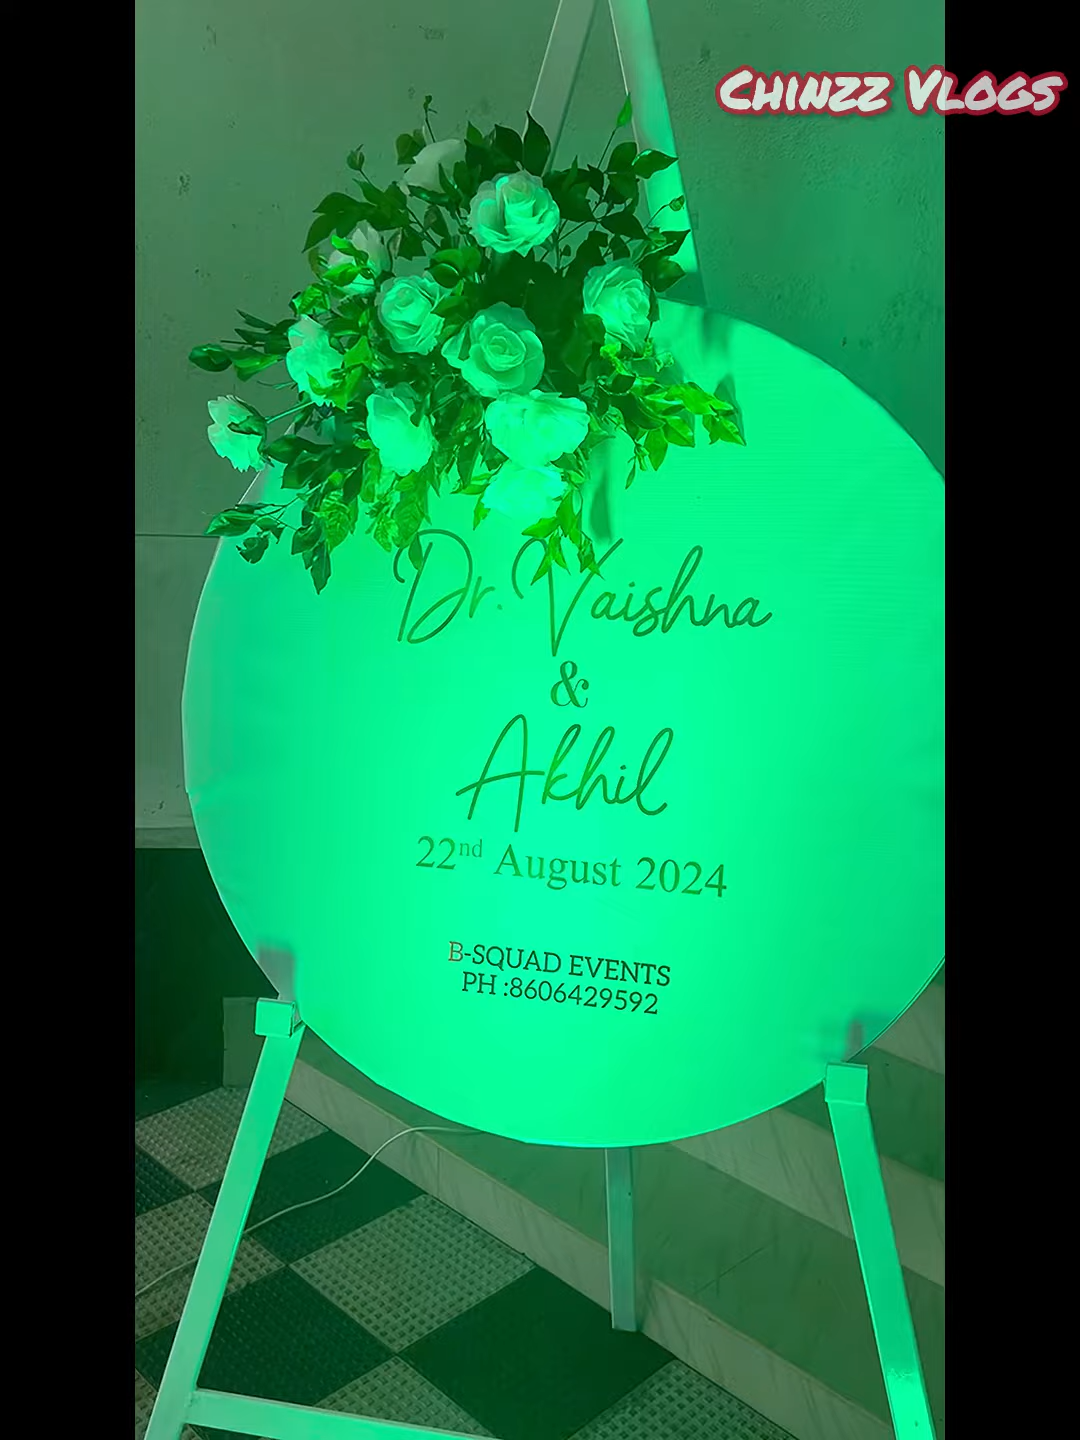 Chinzz Vlogs
Dr. Vaishna
&
Akhil
22nd August 2024
B-SQUAD EVENTS
PH :8606429592